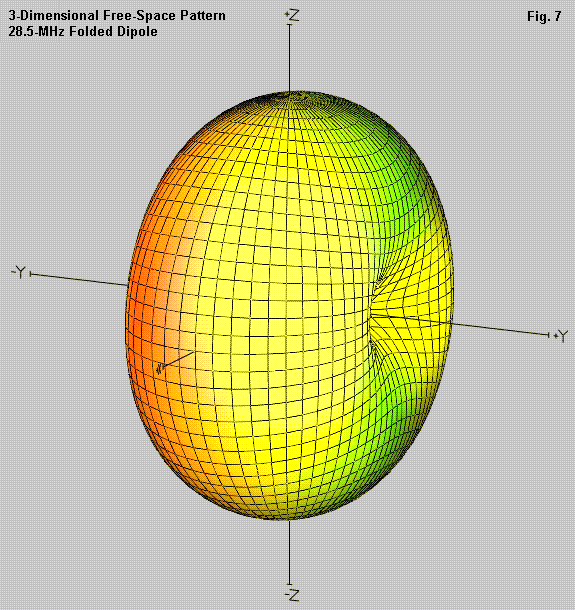 3-Dimensional Free-Space Pattern
28.5-MHz Folded Dipole
Fig. 7
+Z
-Y
+Y
-Z